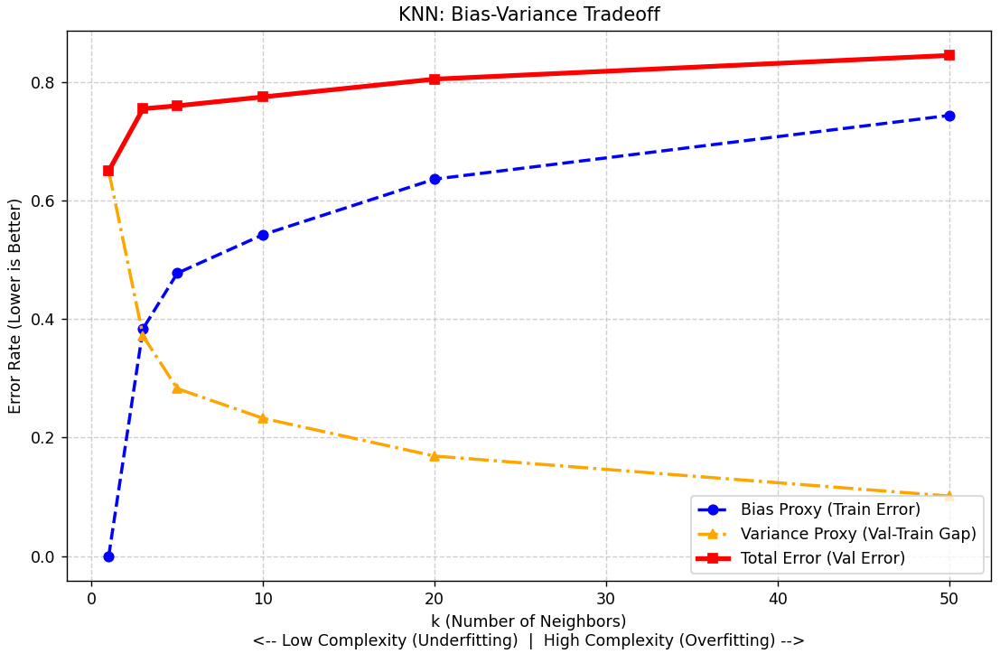 KNN: Bias-Variance Tradeoff
Error Rate (Lower is Better)
0.8
0.6
0.4
0.2
0.0
Bias Proxy (Train Error)
Variance Proxy (Val-Train Gap)
Total Error (Val Error)
0 10 20 30 40 50
k (Number of Neighbors)
<-- Low Complexity (Underfitting) | High Complexity (Overfitting) -->